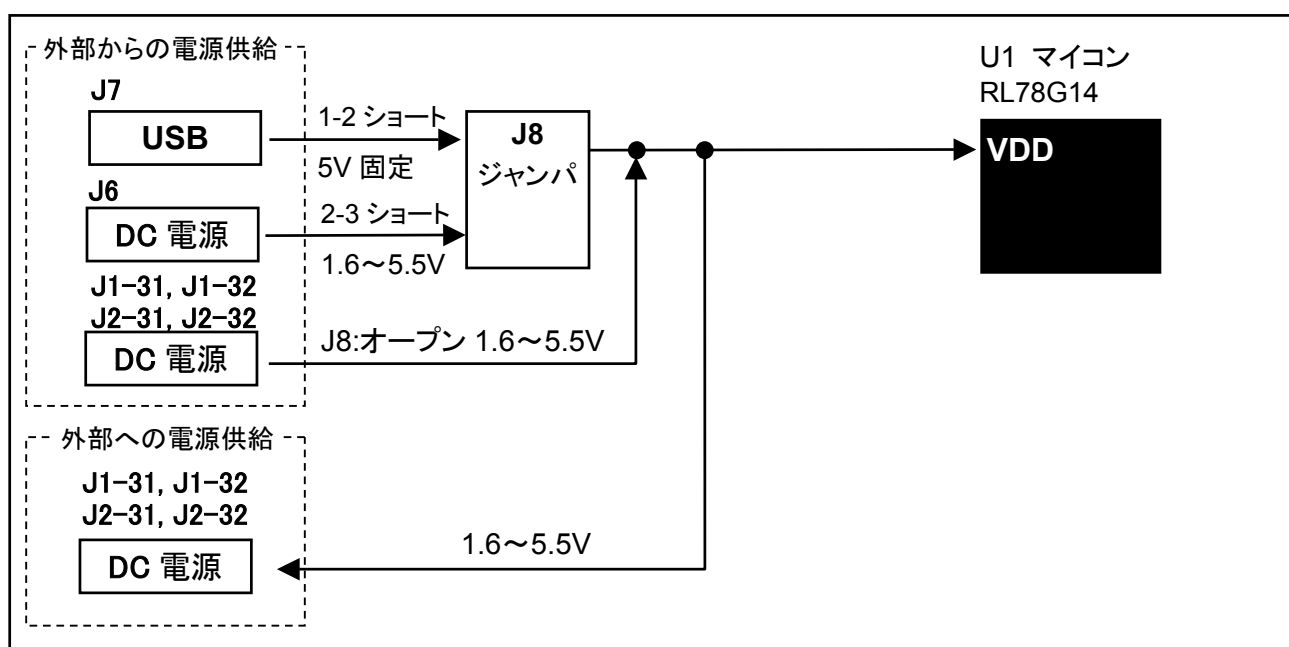 外部からの電源供給
J7
USB
1-2 ショート
5V 固定
J6
DC 電源
2-3 ショート
1.6～5.5V
J8
ジャンパ
J1-31, J1-32
J2-31, J2-32
DC 電源
J8:オープン 1.6～5.5V
U1 マイコン
RL78G14
VDD
外部への電源供給
J1-31, J1-32
J2-31, J2-32
DC 電源
1.6～5.5V